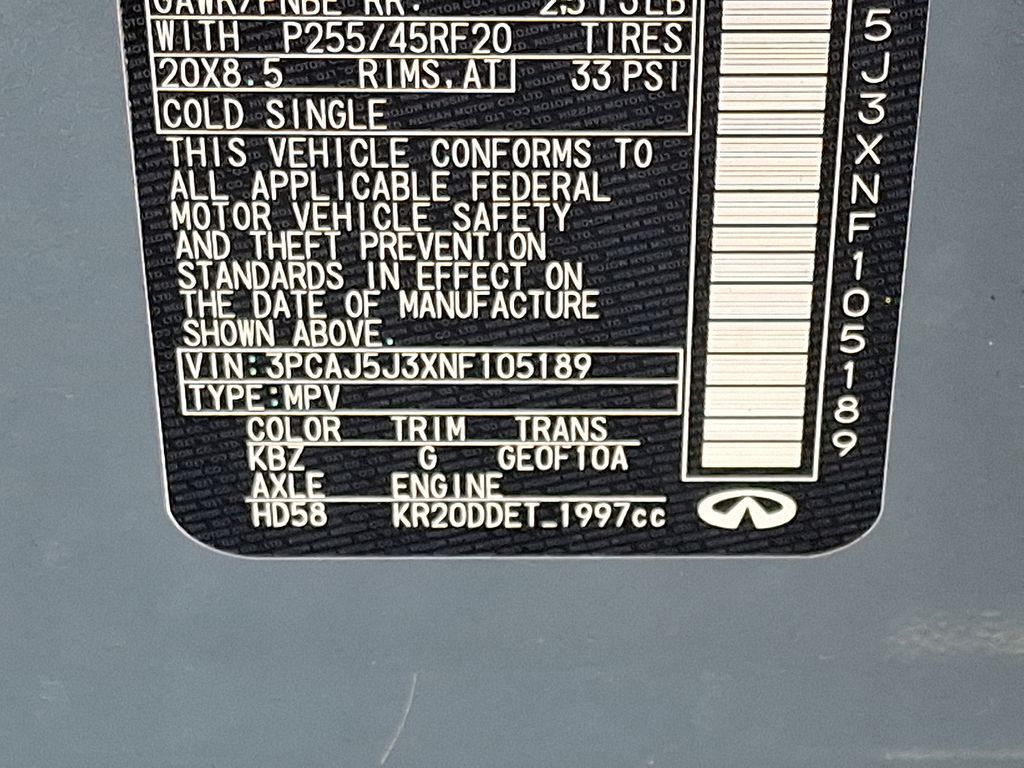 WITH P255/45RF20 TIRES
20X8.5 RIMS,AT 33 PSI
COLD SINGLE
THIS VEHICLE CONFORMS TO
ALL APPLICABLE FEDERAL
MOTOR VEHICLE SAFETY
AND THEFT PREVENTION
STANDARDS IN EFFECT ON
THE DATE OF MANUFACTURE
SHOWN ABOVE.
VIN:3PCAJ5J3XNF105189
TYPE:MPV
COLOR TRIM TRANS
KBZ G GE0F10A
AXLE ENGINE
HD58 KR20DDET_1997cc
5J3XNF105189